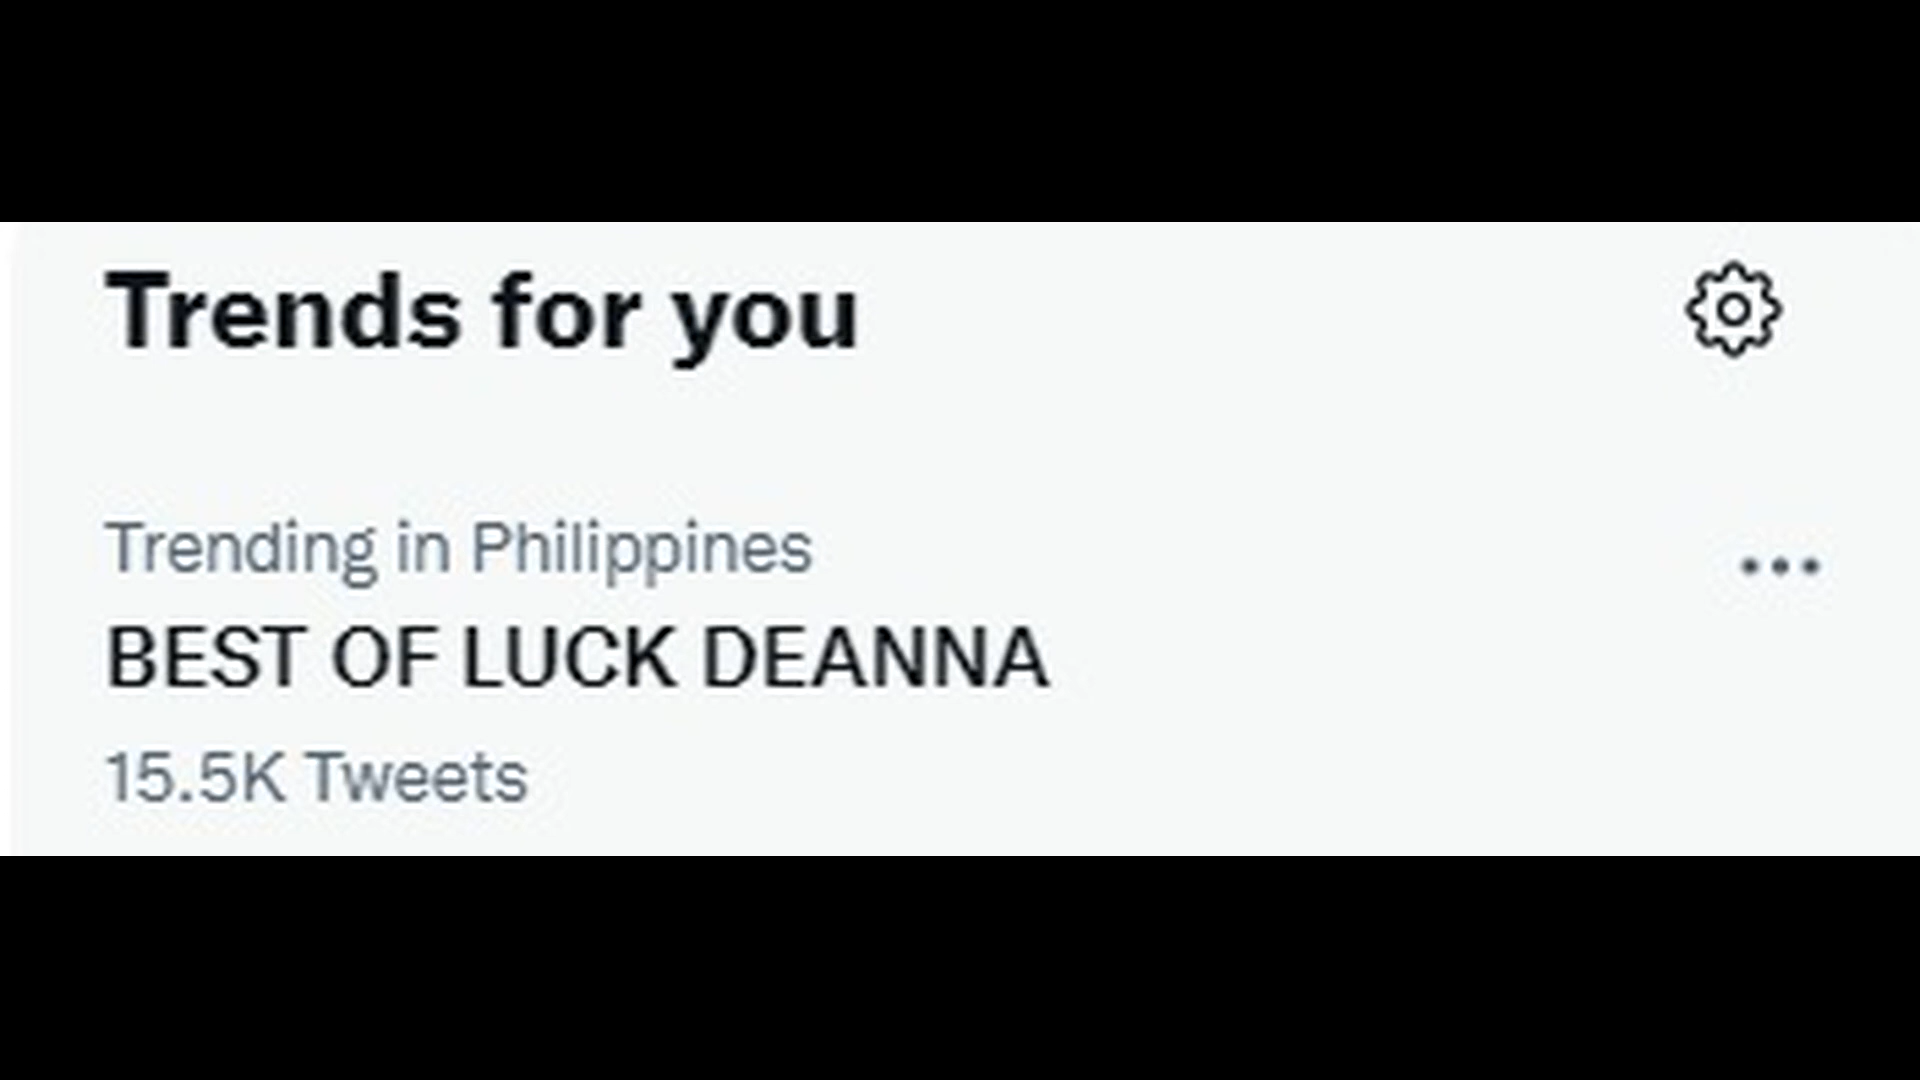 Trends for you
Trending in Philippines
BEST OF LUCK DEANNA
15.5K Tweets